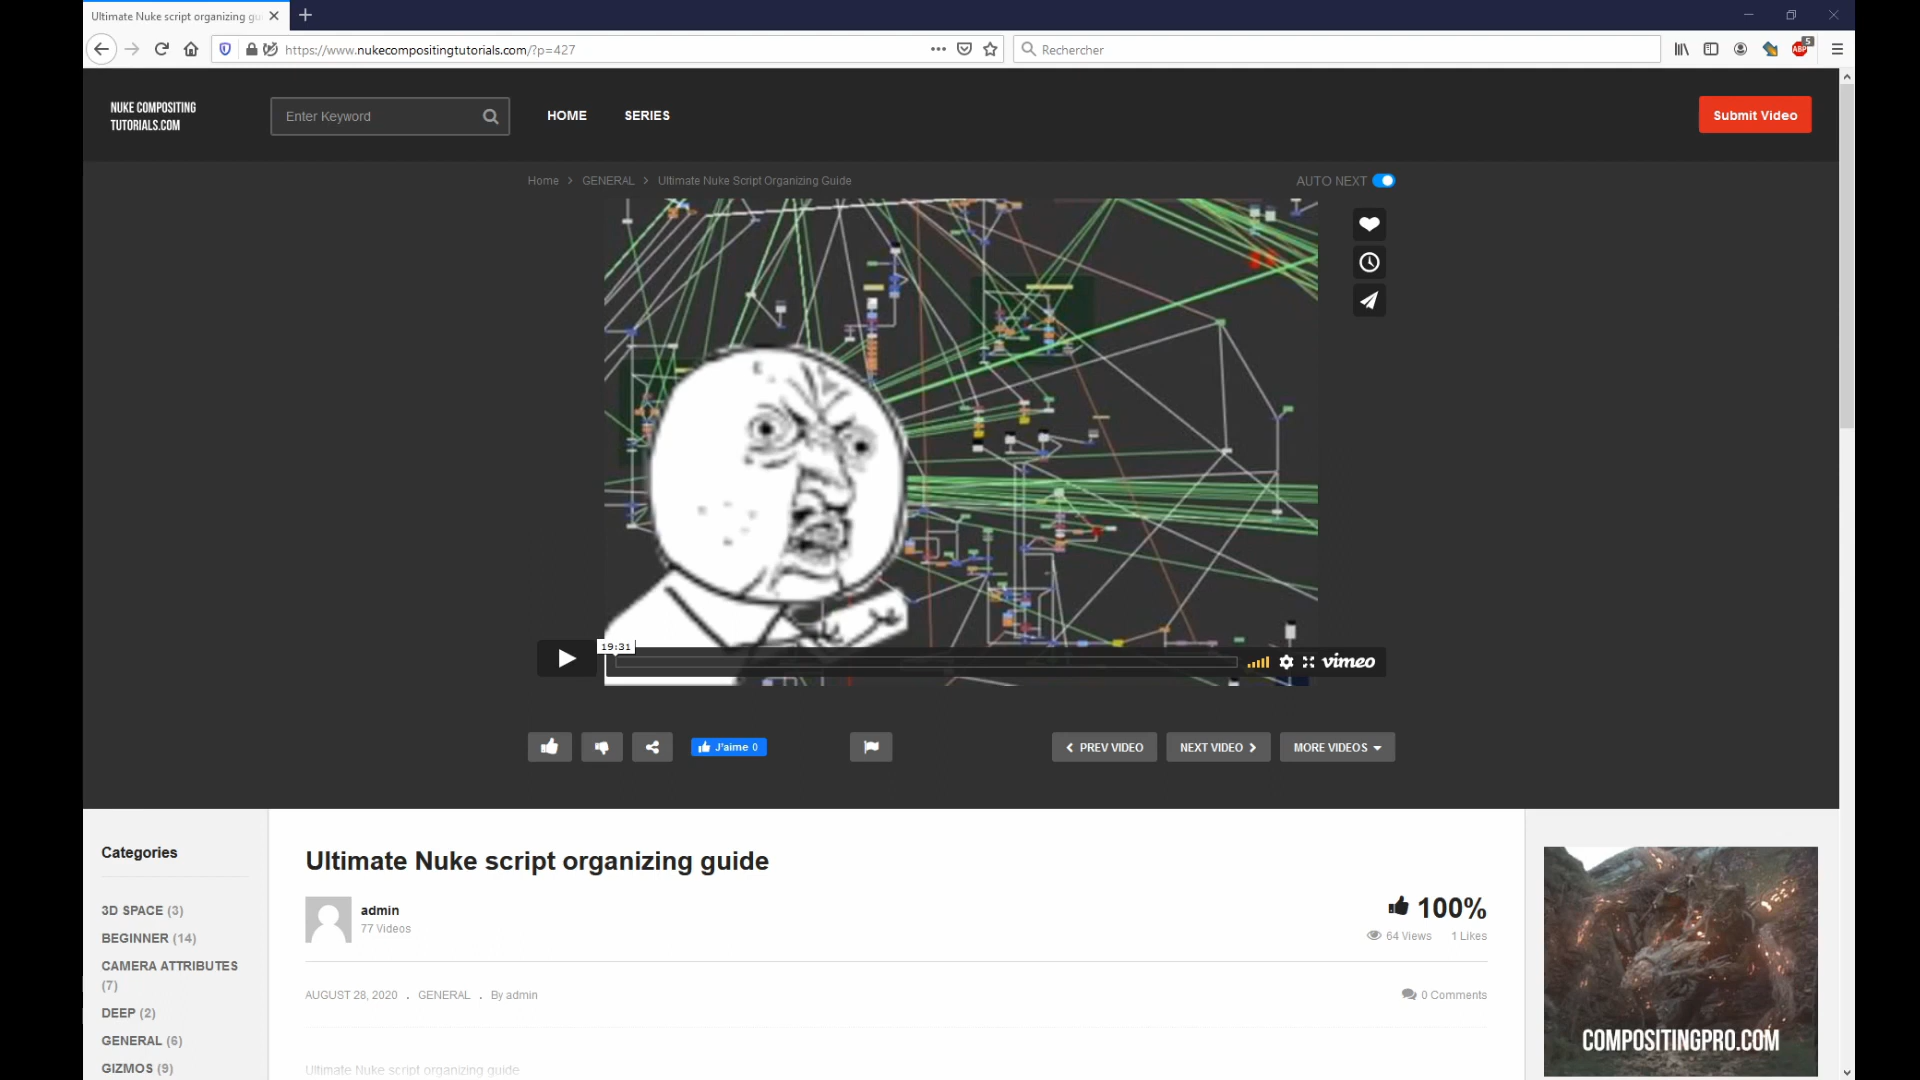 Ultimate Nuke script organizing gu
https://www.nukecompositingtutorials.com/?p=427
Rechercher
ABP
5
NUKE COMPOSITING
TUTORIALS.COM
Enter Keyword
HOME
SERIES
Submit Video
Home > GENERAL > Ultimate Nuke Script Organizing Guide
AUTO NEXT
19:31
vimeo
J'aime 0
PREV VIDEO
NEXT VIDEO
MORE VIDEOS
Categories
3D SPACE (3)
BEGINNER (14)
CAMERA ATTRIBUTES
(7)
DEEP (2)
GENERAL (6)
GIZMOS (9)
Ultimate Nuke script organizing guide
admin
77 Videos
100%
64 Views
1 Likes
AUGUST 28, 2020 . GENERAL . By admin
0 Comments
Ultimate Nuke script organizing guide
COMPOSITINGPRO.COM